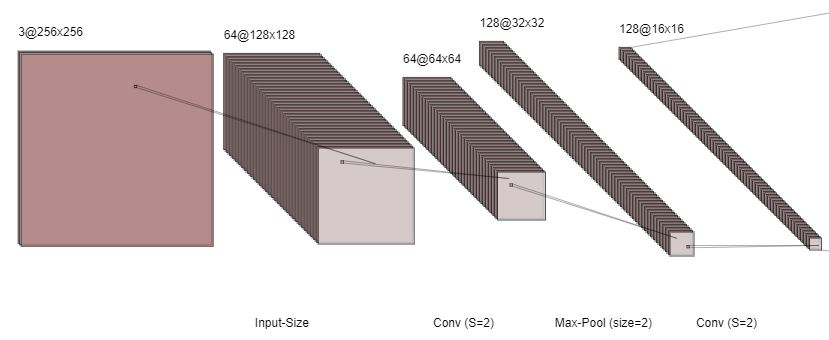 3@256x256
64@128x128
64@64x64
128@32x32
128@16x16
Input-Size
Conv (S=2)
Max-Pool (size=2)
Conv (S=2)